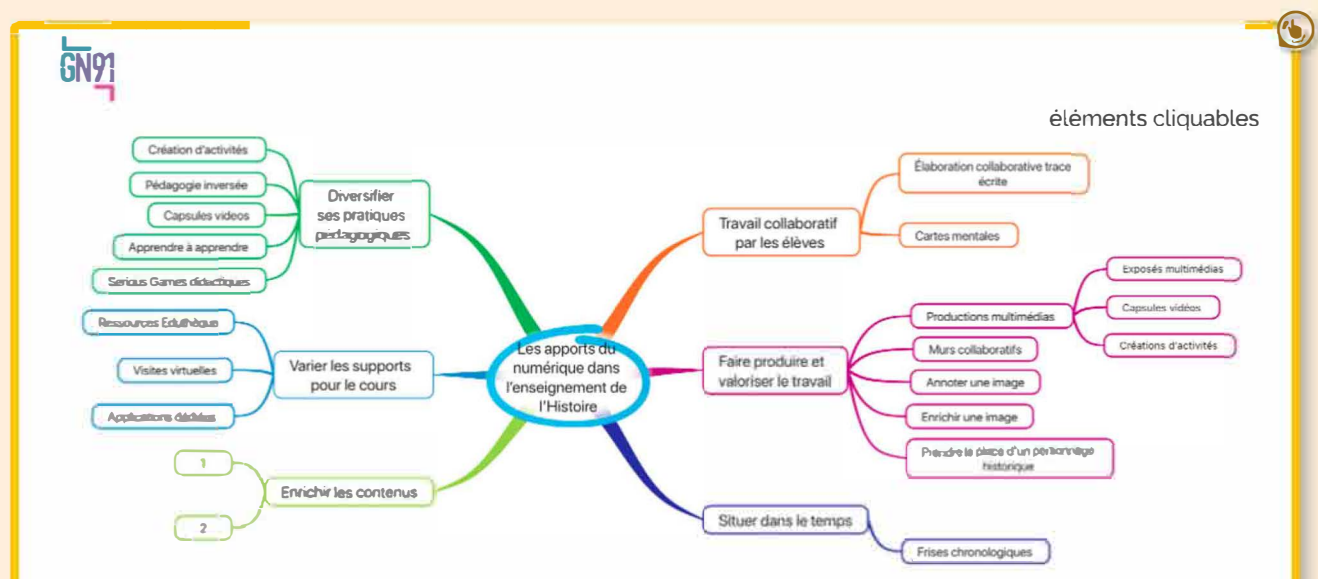 GN91
éléments cliquables
Création d'activités
Pédagogie inversée
Capsules videos
Apprendre à apprendre
Serious Games didactiques
Diversifier
ses pratiques
pédagogiques
Ressources Eduthèque
Visites virtuelles
Applications dédiées
Varier les supports
pour le cours
1
2
Enrichir les contenus
Les apports du
numérique dans
l'enseignement de
l'Histoire
Travail collaboratif
par les élèves
Élaboration collaborative trace
écrite
Cartes mentales
Faire produire et
valoriser le travail
Productions multimédias
Exposés multimédias
Capsules vidéos
Créations d'activités
Murs collaboratifs
Annoter une image
Enrichir une image
Prendre la place d'un personnage
historique
Situer dans le temps
Frises chronologiques